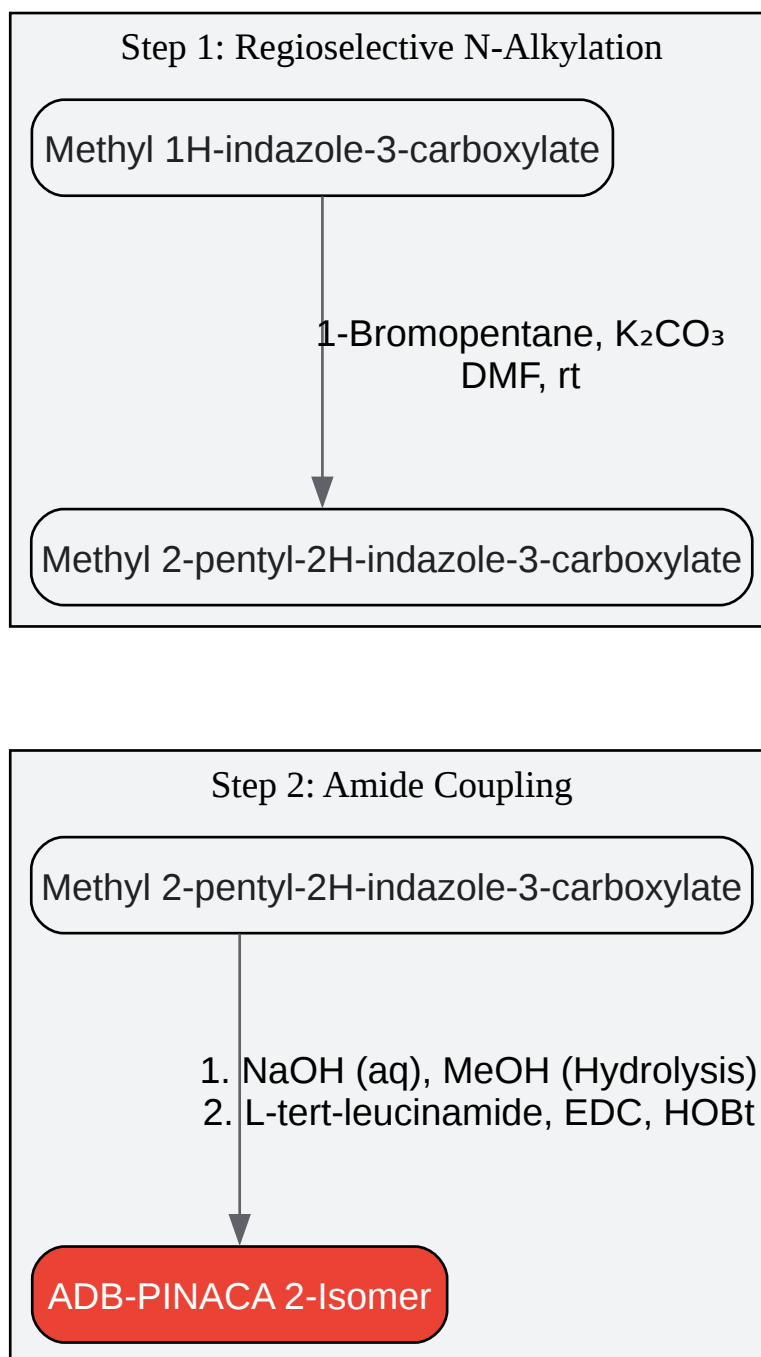 Step 1: Regioselective N-Alkylation
Methyl 1H-indazole-3-carboxylate
1-Bromopentane, K₂CO₃
DMF, rt
Methyl 2-pentyl-2H-indazole-3-carboxylate
Step 2: Amide Coupling
Methyl 2-pentyl-2H-indazole-3-carboxylate
1. NaOH (aq), MeOH (Hydrolysis)
2. L-tert-leucinamide, EDC, HOBt
ADB-PINACA 2-Isomer